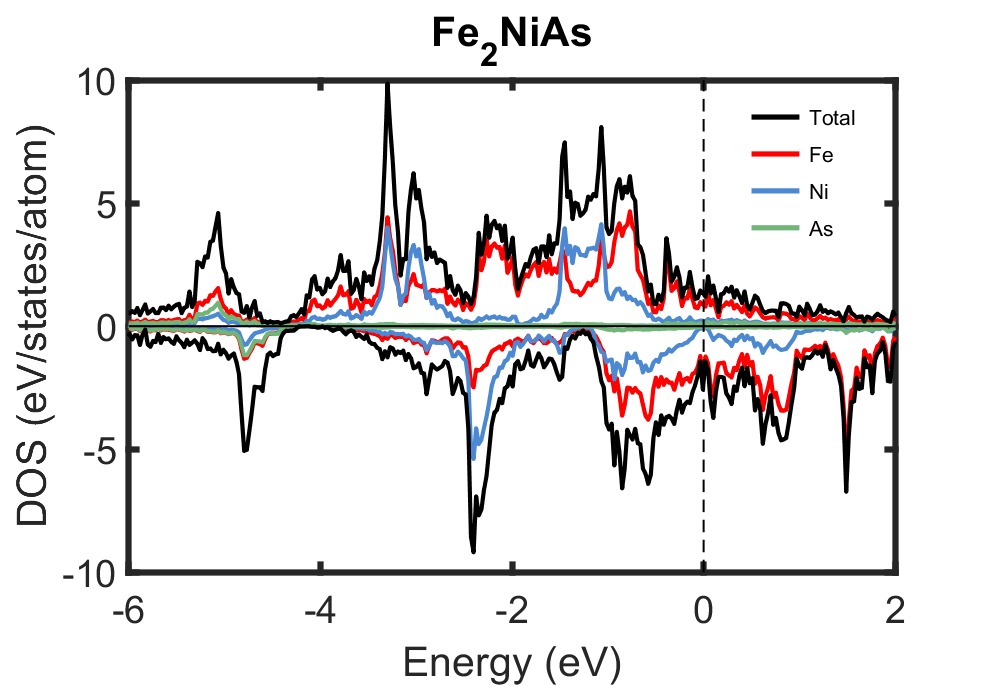 Fe₂NiAs
DOS (eV/states/atom)
10
5
0
-5
-10
Total
Fe
Ni
As
-6 -4 -2 0 2
Energy (eV)